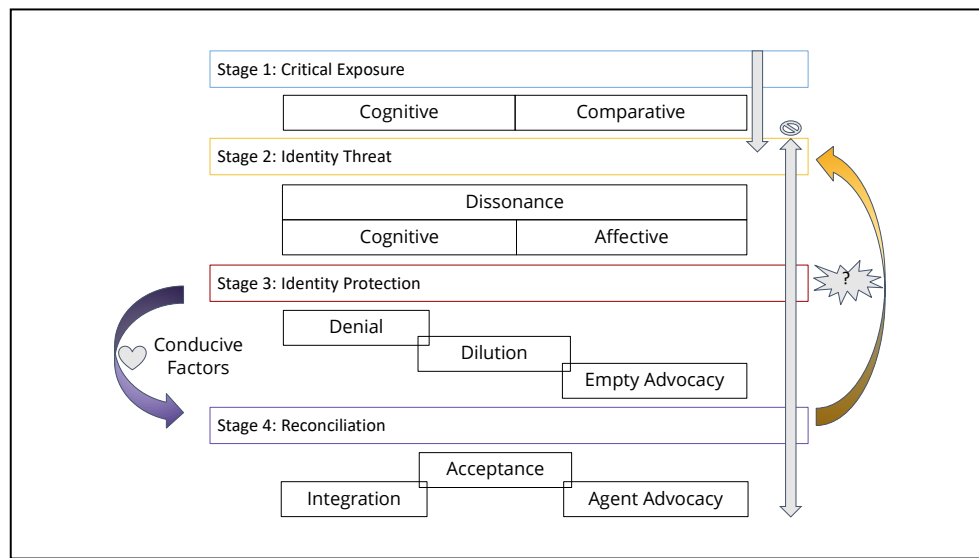 Stage 1: Critical Exposure
Cognitive
Comparative
Stage 2: Identity Threat
Dissonance
Cognitive
Affective
Stage 3: Identity Protection
?
Denial
Conducive
Factors
Dilution
Empty Advocacy
Stage 4: Reconciliation
Acceptance
Integration
Agent Advocacy